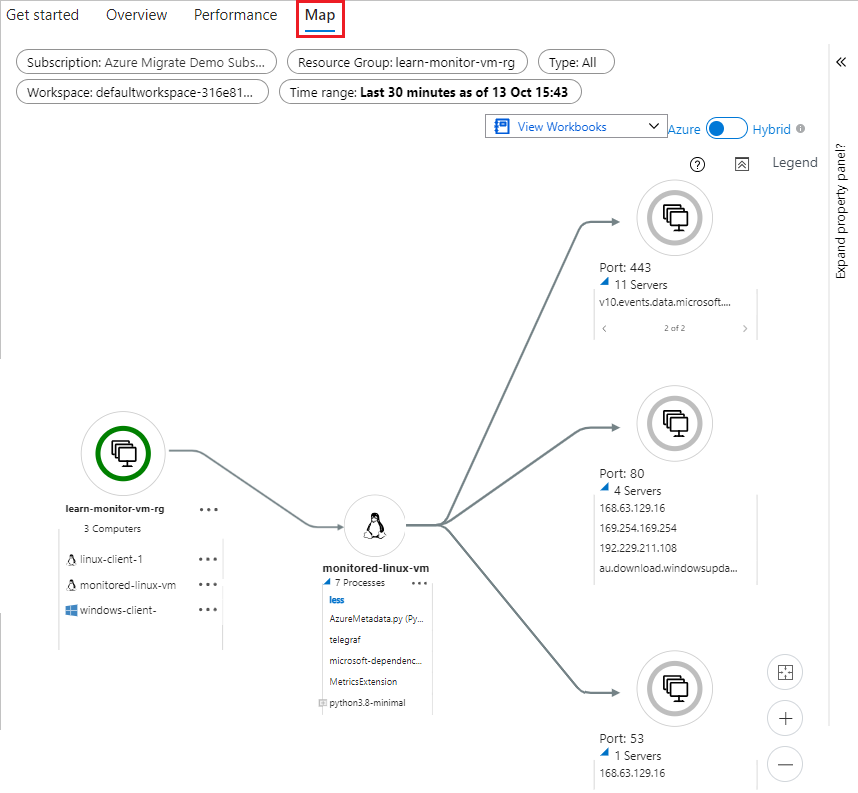 Get started Overview Performance Map
Subscription: Azure Migrate Demo Subs...
Resource Group: learn-monitor-vm-rg
Type: All
Workspace: defaultworkspace-316e81...
Time range: Last 30 minutes as of 13 Oct 15:43
View Workbooks
Azure
Hybrid
Legend
Expand property panel?
Port: 443
11 Servers
v10.events.data.microsoft....
2 of 2
Port: 80
4 Servers
168.63.129.16
169.254.169.254
192.229.211.108
au.download.windowsupda...
learn-monitor-vm-rg
3 Computers
linux-client-1
monitored-linux-vm
windows-client-
monitored-linux-vm
7 Processes
less
AzureMetadata.py (Py...
telegraf
microsoft-dependenc...
MetricsExtension
python3.8-minimal
Port: 53
1 Servers
168.63.129.16